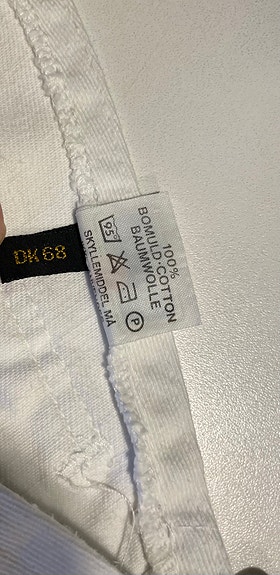 DK 68
100%
BOMULD·COTTON
BAUMWOLLE
95°
P
SKYLLEMIDDEL MÅ